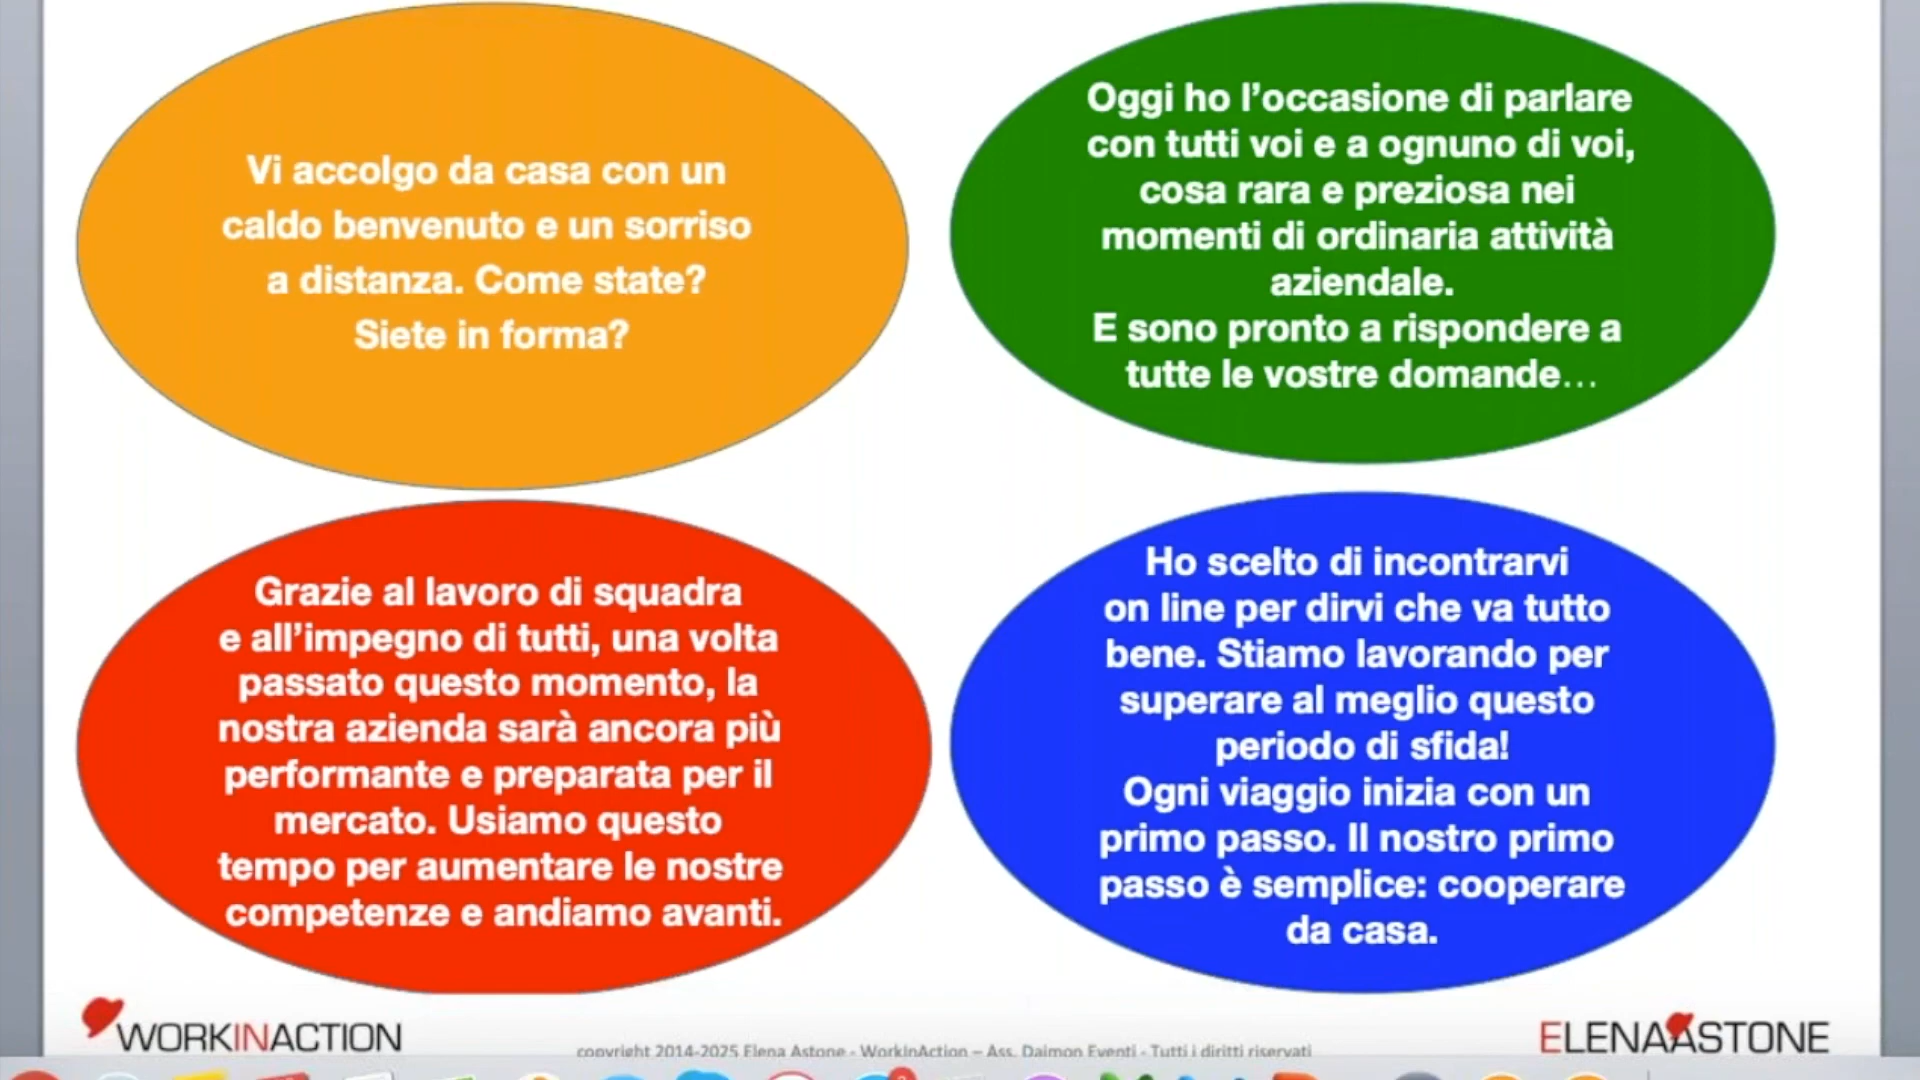 Vi accolgo da casa con un
caldo benvenuto e un sorriso
a distanza. Come state?
Siete in forma?
Oggi ho l’occasione di parlare
con tutti voi e a ognuno di voi,
cosa rara e preziosa nei
momenti di ordinaria attività
aziendale.
E sono pronto a rispondere a
tutte le vostre domande…
Grazie al lavoro di squadra
e all’impegno di tutti, una volta
passato questo momento, la
nostra azienda sarà ancora più
performante e preparata per il
mercato. Usiamo questo
tempo per aumentare le nostre
competenze e andiamo avanti.
Ho scelto di incontrarvi
on line per dirvi che va tutto
bene. Stiamo lavorando per
superare al meglio questo
periodo di sfida!
Ogni viaggio inizia con un
primo passo. Il nostro primo
passo è semplice: cooperare
da casa.
WORKINACTION
copyright 2014-2025 Elena Astone - WorkInAction – Ass. Daimon Eventi - Tutti i diritti riservati
ELENAASTONE